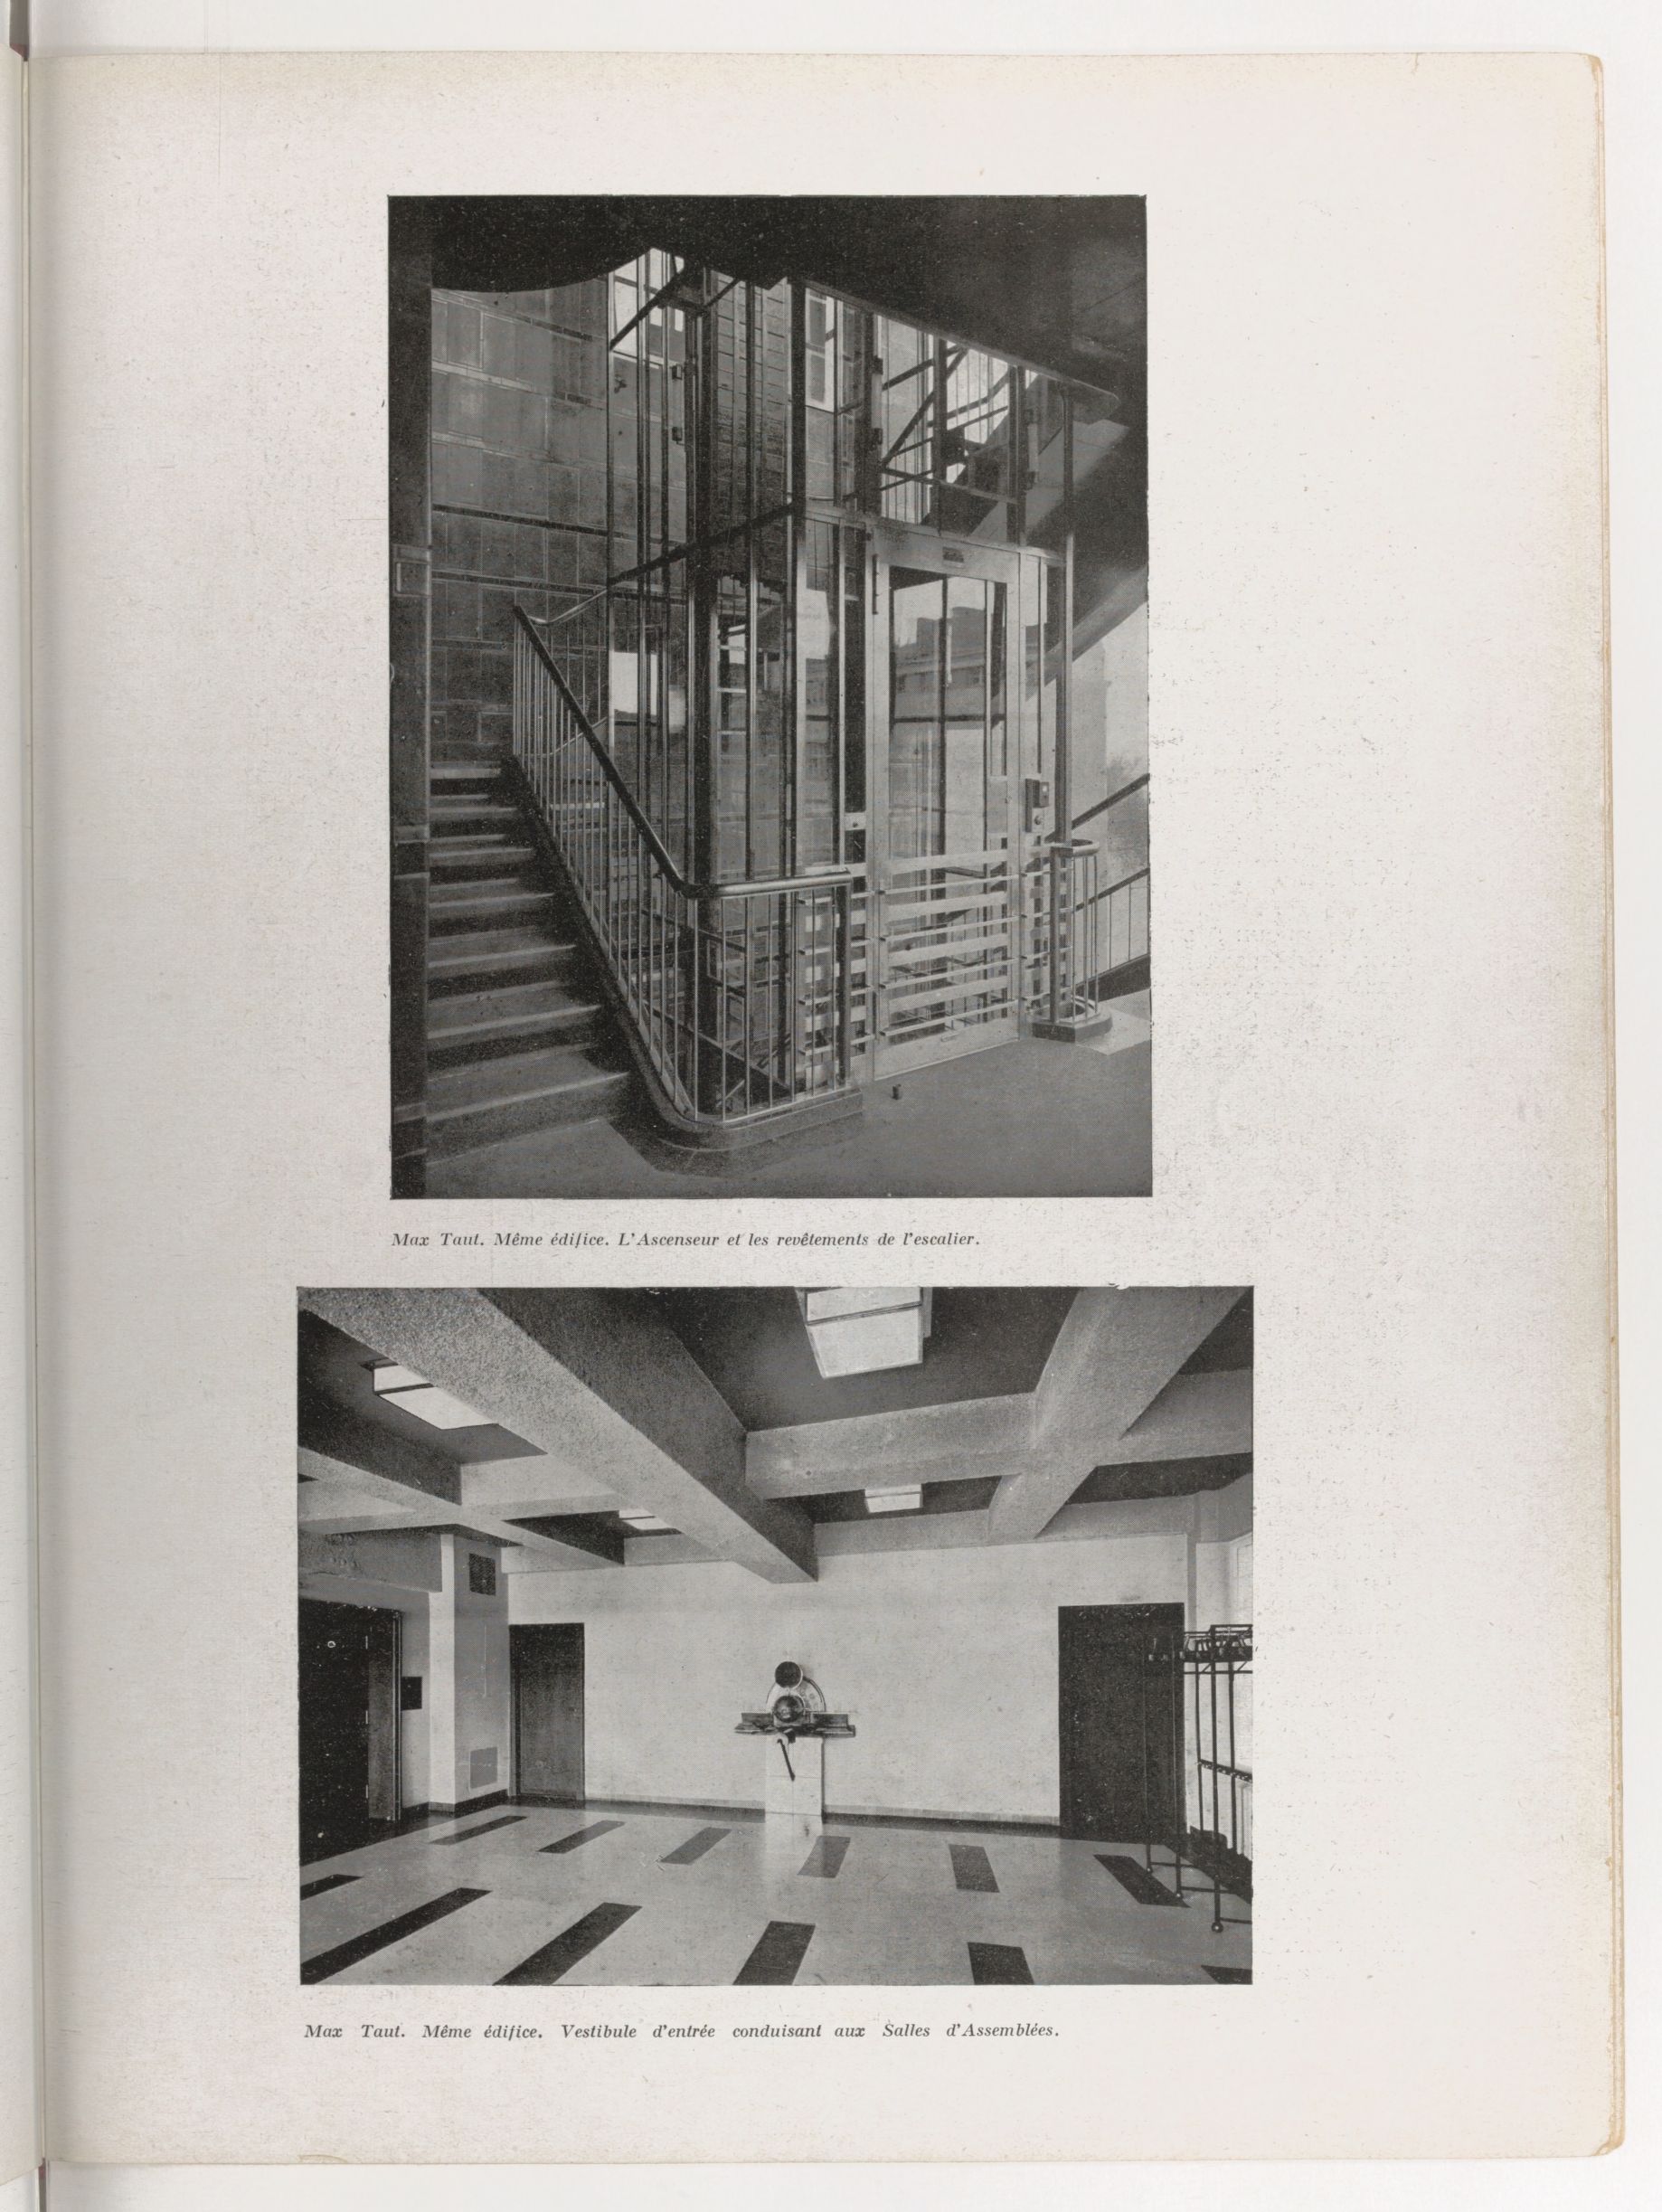 Max Taut. Même édifice. L'Ascenseur et les revêtements de l'escalier.
Max Taut. Même édifice. Vestibule d'entrée conduisant aux Salles d'Assemblées.